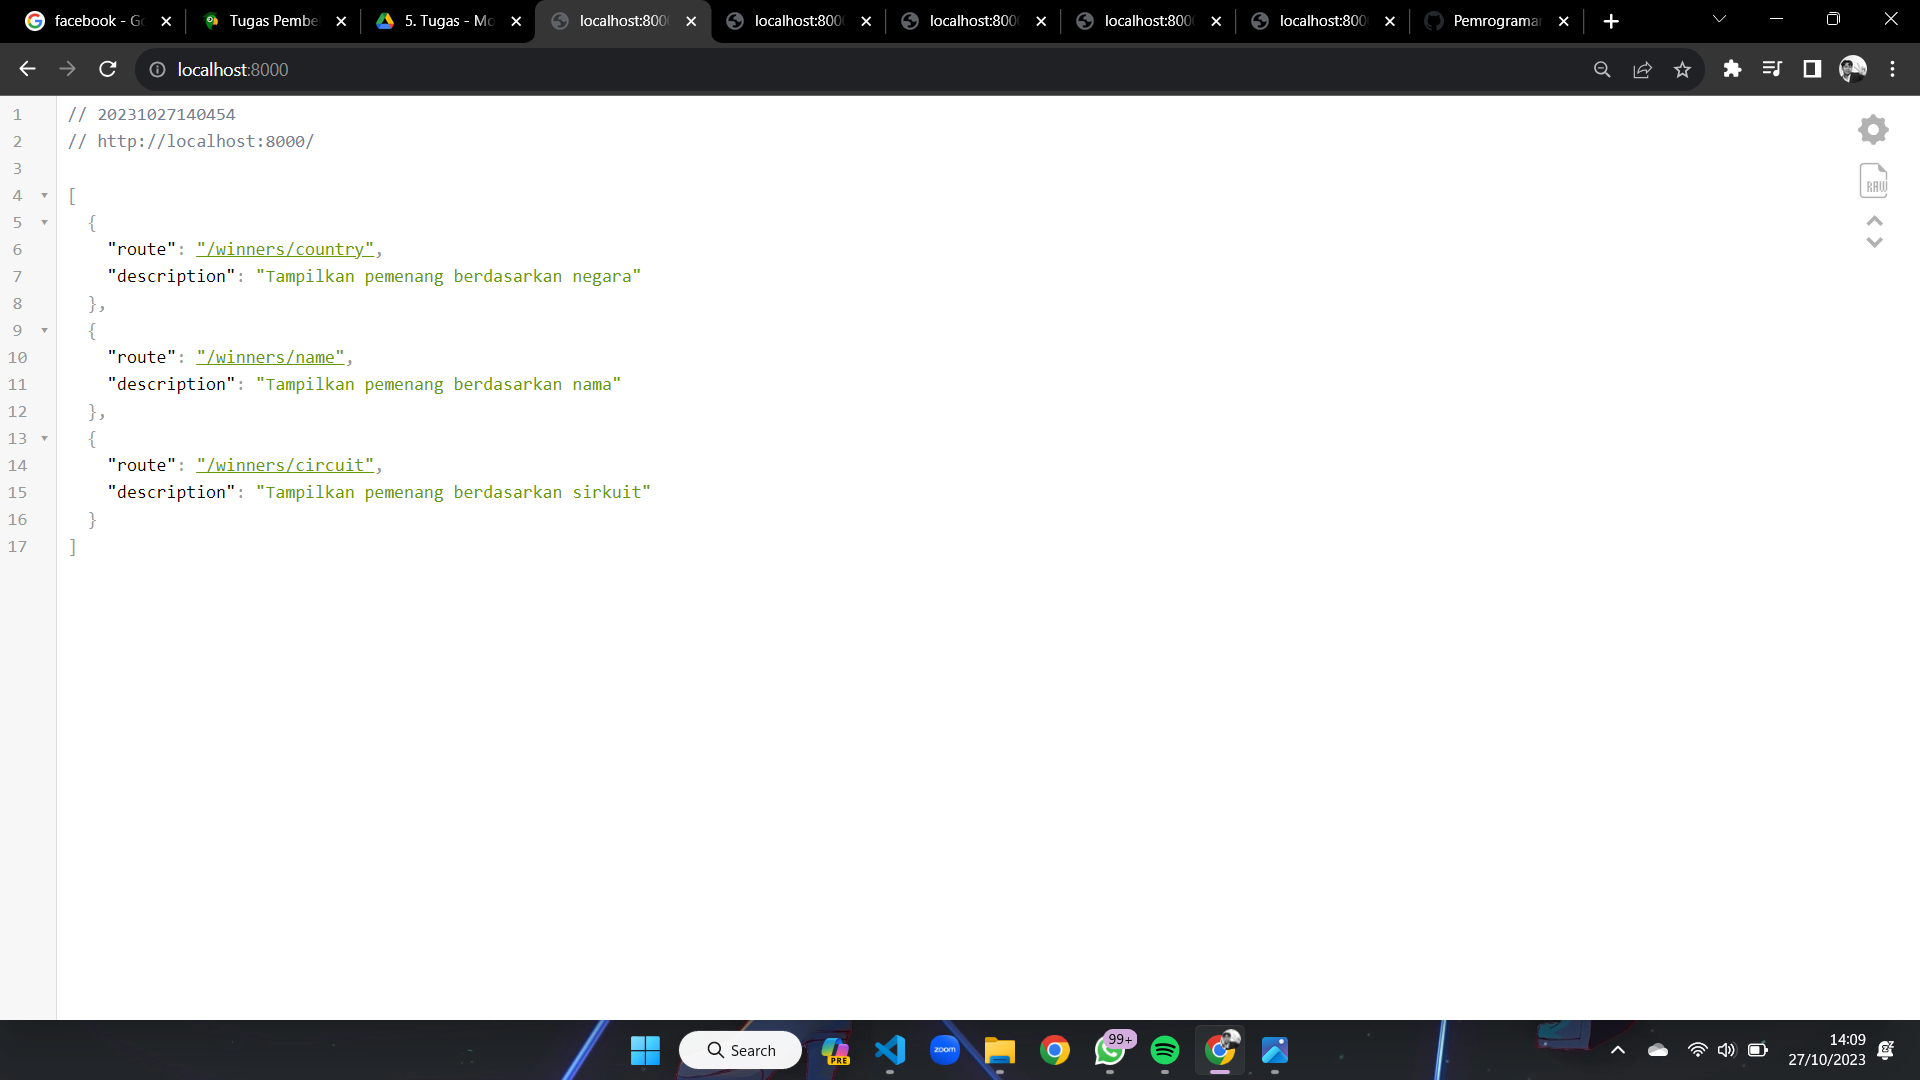 facebook - Go
Tugas Pembe
5. Tugas - Mo
localhost:800
localhost:800
localhost:800
localhost:800
localhost:800
Pemrograman
localhost:8000
1 // 20231027140454
2 // http://localhost:8000/
3
4 [
5 {
6 "route": "/winners/country",
7 "description": "Tampilkan pemenang berdasarkan negara"
8 },
9 {
10 "route": "/winners/name",
11 "description": "Tampilkan pemenang berdasarkan nama"
12 },
13 {
14 "route": "/winners/circuit",
15 "description": "Tampilkan pemenang berdasarkan sirkuit"
16 }
17 ]
RAW
Search
PRE
zoom
99+
14:09
27/10/2023